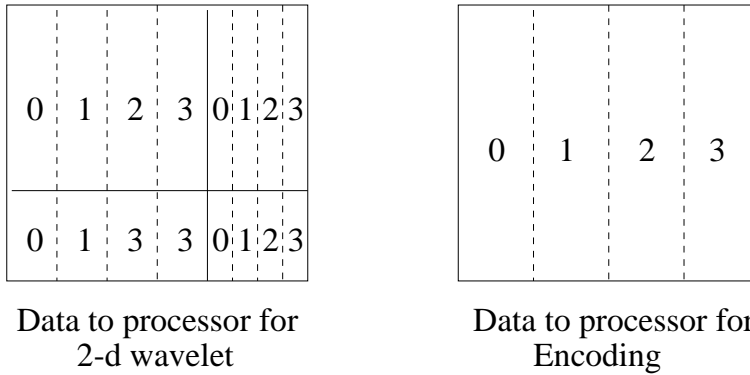 0 1 2 3 0 1 2 3
0 1 2 3
0 1 3 3 0 1 2 3
Data to processor for
2-d wavelet
Data to processor for
Encoding